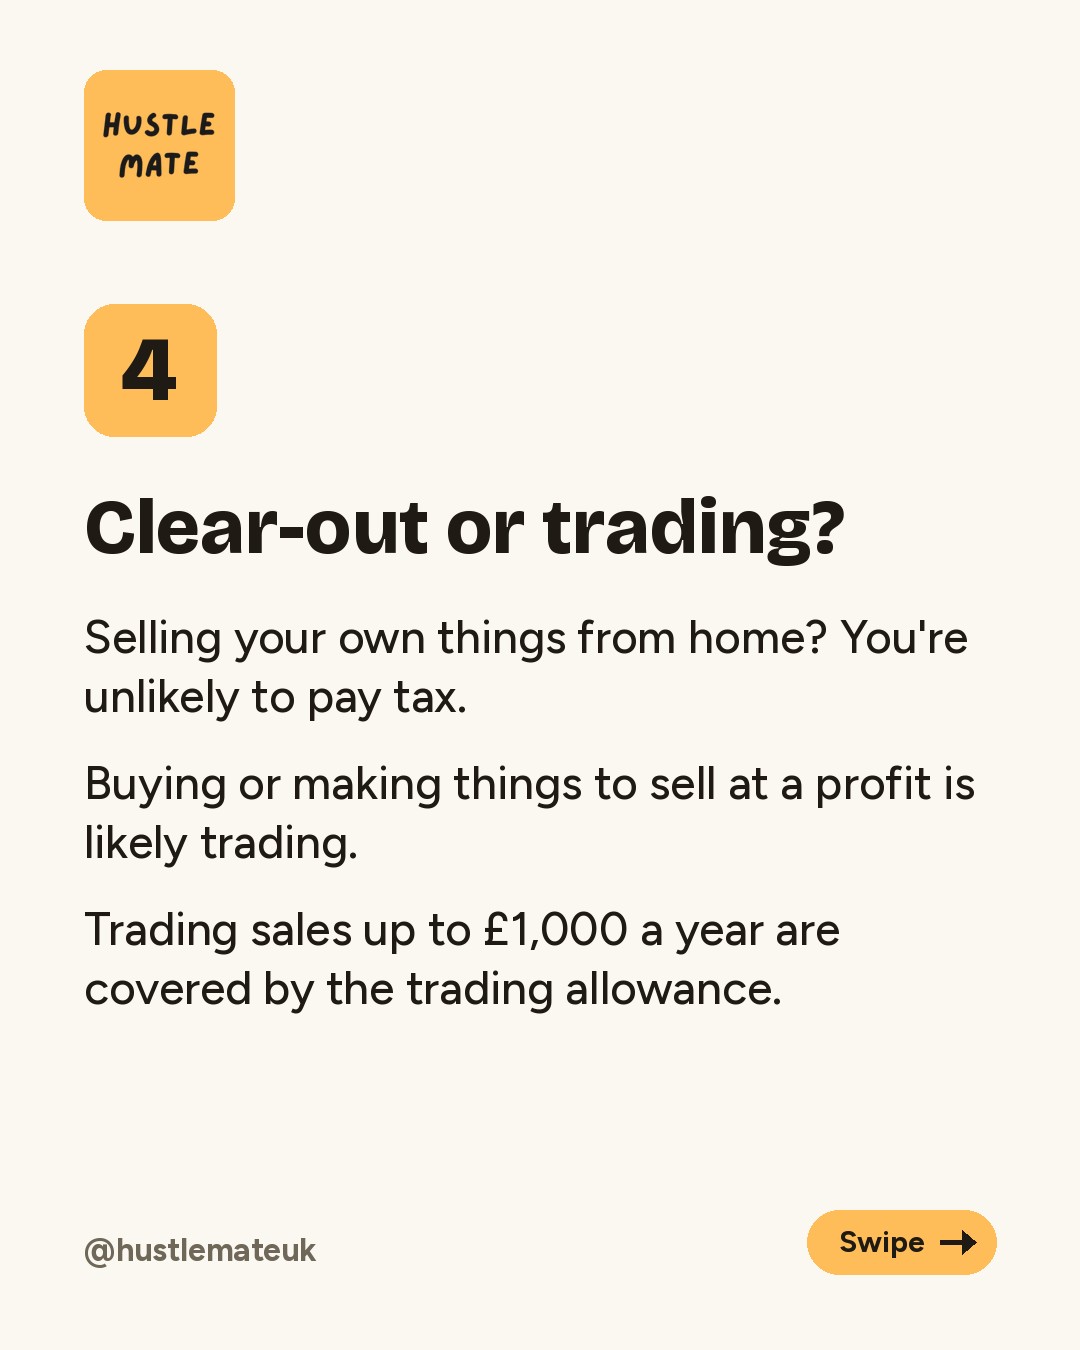 HUSTLE
MATE
4
Clear-out or trading?
Selling your own things from home? You're
unlikely to pay tax.
Buying or making things to sell at a profit is
likely trading.
Trading sales up to £1,000 a year are
covered by the trading allowance.
@hustlemateuk
Swipe →